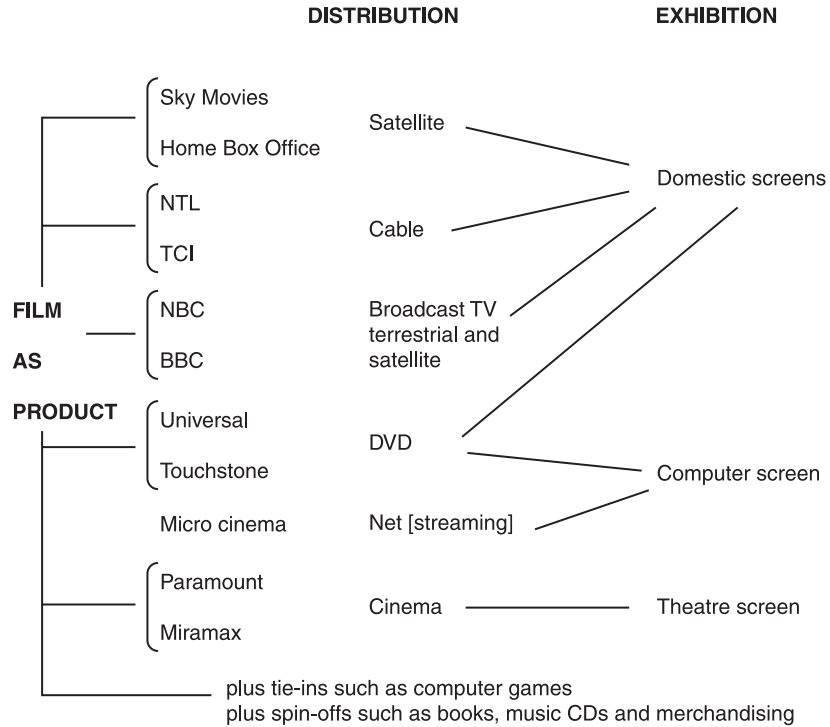 DISTRIBUTION EXHIBITION
Sky Movies
Home Box Office
Satellite
Domestic screens
NTL
TCI
Cable
FILM
AS
PRODUCT
NBC
BBC
Broadcast TV
terrestrial and
satellite
Universal
Touchstone
DVD
Computer screen
Micro cinema
Net [streaming]
Paramount
Miramax
Cinema
Theatre screen
plus tie-ins such as computer games
plus spin-offs such as books, music CDs and merchandising